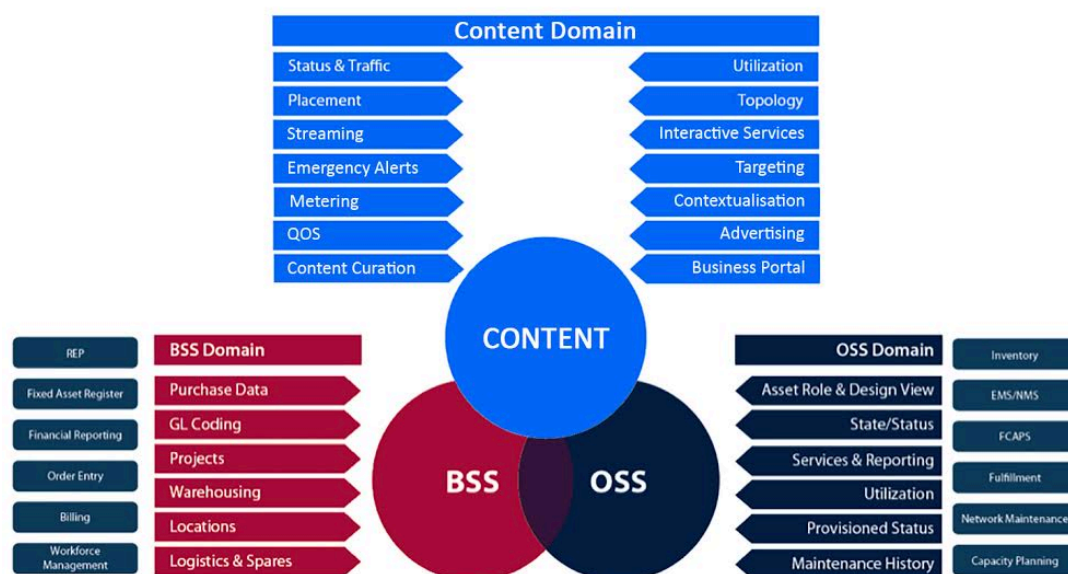 Content Domain
Status & Traffic
Placement
Streaming
Emergency Alerts
Metering
QOS
Content Curation
Utilization
Topology
Interactive Services
Targeting
Contextualisation
Advertising
Business Portal
CONTENT
BSS
OSS
REP
Fixed Asset Register
Financial Reporting
Order Entry
Billing
Workforce
Management
BSS Domain
Purchase Data
GL Coding
Projects
Warehousing
Locations
Logistics & Spares
OSS Domain
Asset Role & Design View
State/Status
Services & Reporting
Utilization
Provisioned Status
Maintenance History
Inventory
EMS/NMS
FCAPS
Fulfillment
Network Maintenance
Capacity Planning